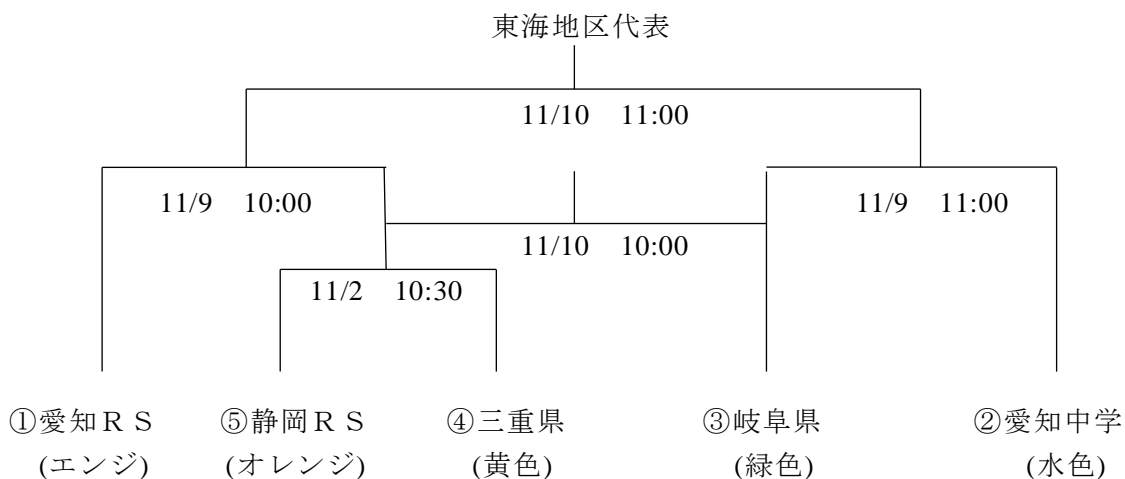 東海地区代表
11/10 11:00
11/9 10:00
11/9 11:00
11/10 10:00
11/2 10:30
①愛知RS ⑤静岡RS ④三重県 ③岐阜県 ②愛知中学
(エンジ) (オレンジ) (黄色) (緑色) (水色)